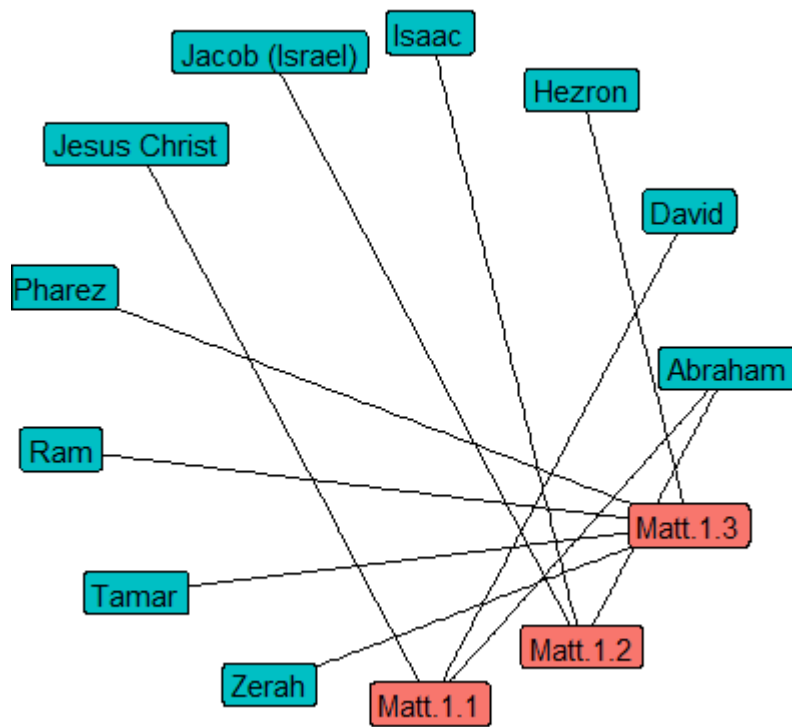 Isaac
Jacob (Israel)
Hezron
Jesus Christ
David
Pharez
Abraham
Ram
Matt.1.3
Tamar
Matt.1.2
Zerah
Matt.1.1